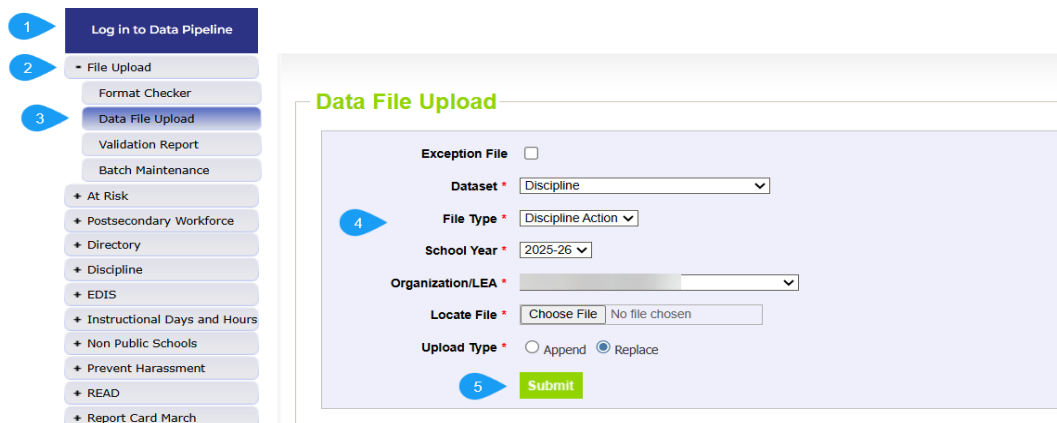 1
Log in to Data Pipeline
2
- File Upload
Format Checker
3
Data File Upload
Validation Report
Batch Maintenance
+ At Risk
+ Postsecondary Workforce
+ Directory
+ Discipline
+ EDIS
+ Instructional Days and Hours
+ Non Public Schools
+ Prevent Harassment
+ READ
+ Report Card March
Data File Upload
Exception File
Dataset * Discipline
4
File Type * Discipline Action
School Year * 2025-26
Organization/LEA *
Locate File * Choose File No file chosen
Upload Type * Append Replace
5
Submit